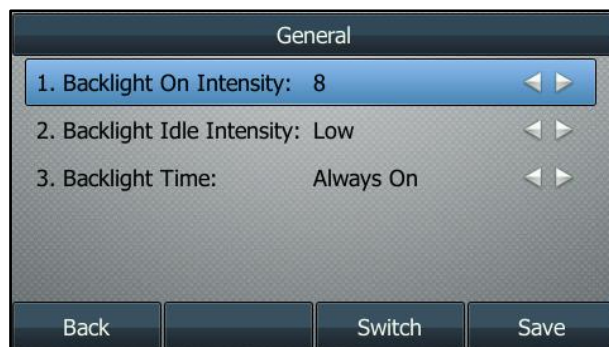 General
1. Backlight On Intensity: 8
2. Backlight Idle Intensity: Low
3. Backlight Time: Always On
Back Switch Save